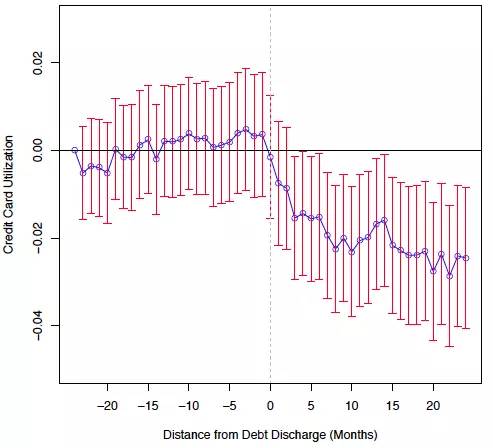 Credit Card Utilization
0.02
0.00
−0.02
−0.04
−20 −15 −10 −5 0 5 10 15 20
Distance from Debt Discharge (Months)